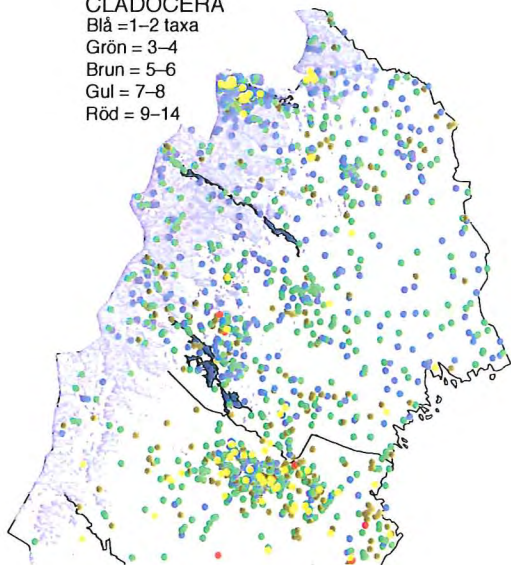 CLADOCERA
Blå =1–2 taxa
Grön = 3–4
Brun = 5–6
Gul = 7–8
Röd = 9–14